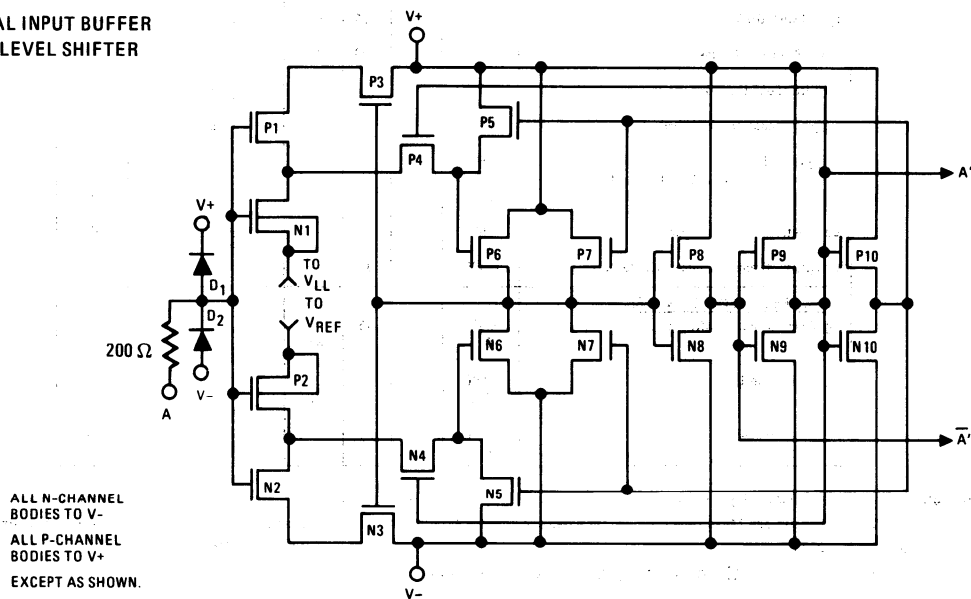 AL INPUT BUFFER
LEVEL SHIFTER
V+
P3
P1
P5
P4
A'
V+
N1
TO
VLL
P6
P7
P8
P9
P10
D1
TO
D2
VREF
200 Ω
N6
N7
N8
N9
N10
P2
A
V−
A'
N4
N5
N2
N3
V−
ALL N-CHANNEL
BODIES TO V-
ALL P-CHANNEL
BODIES TO V+
EXCEPT AS SHOWN.